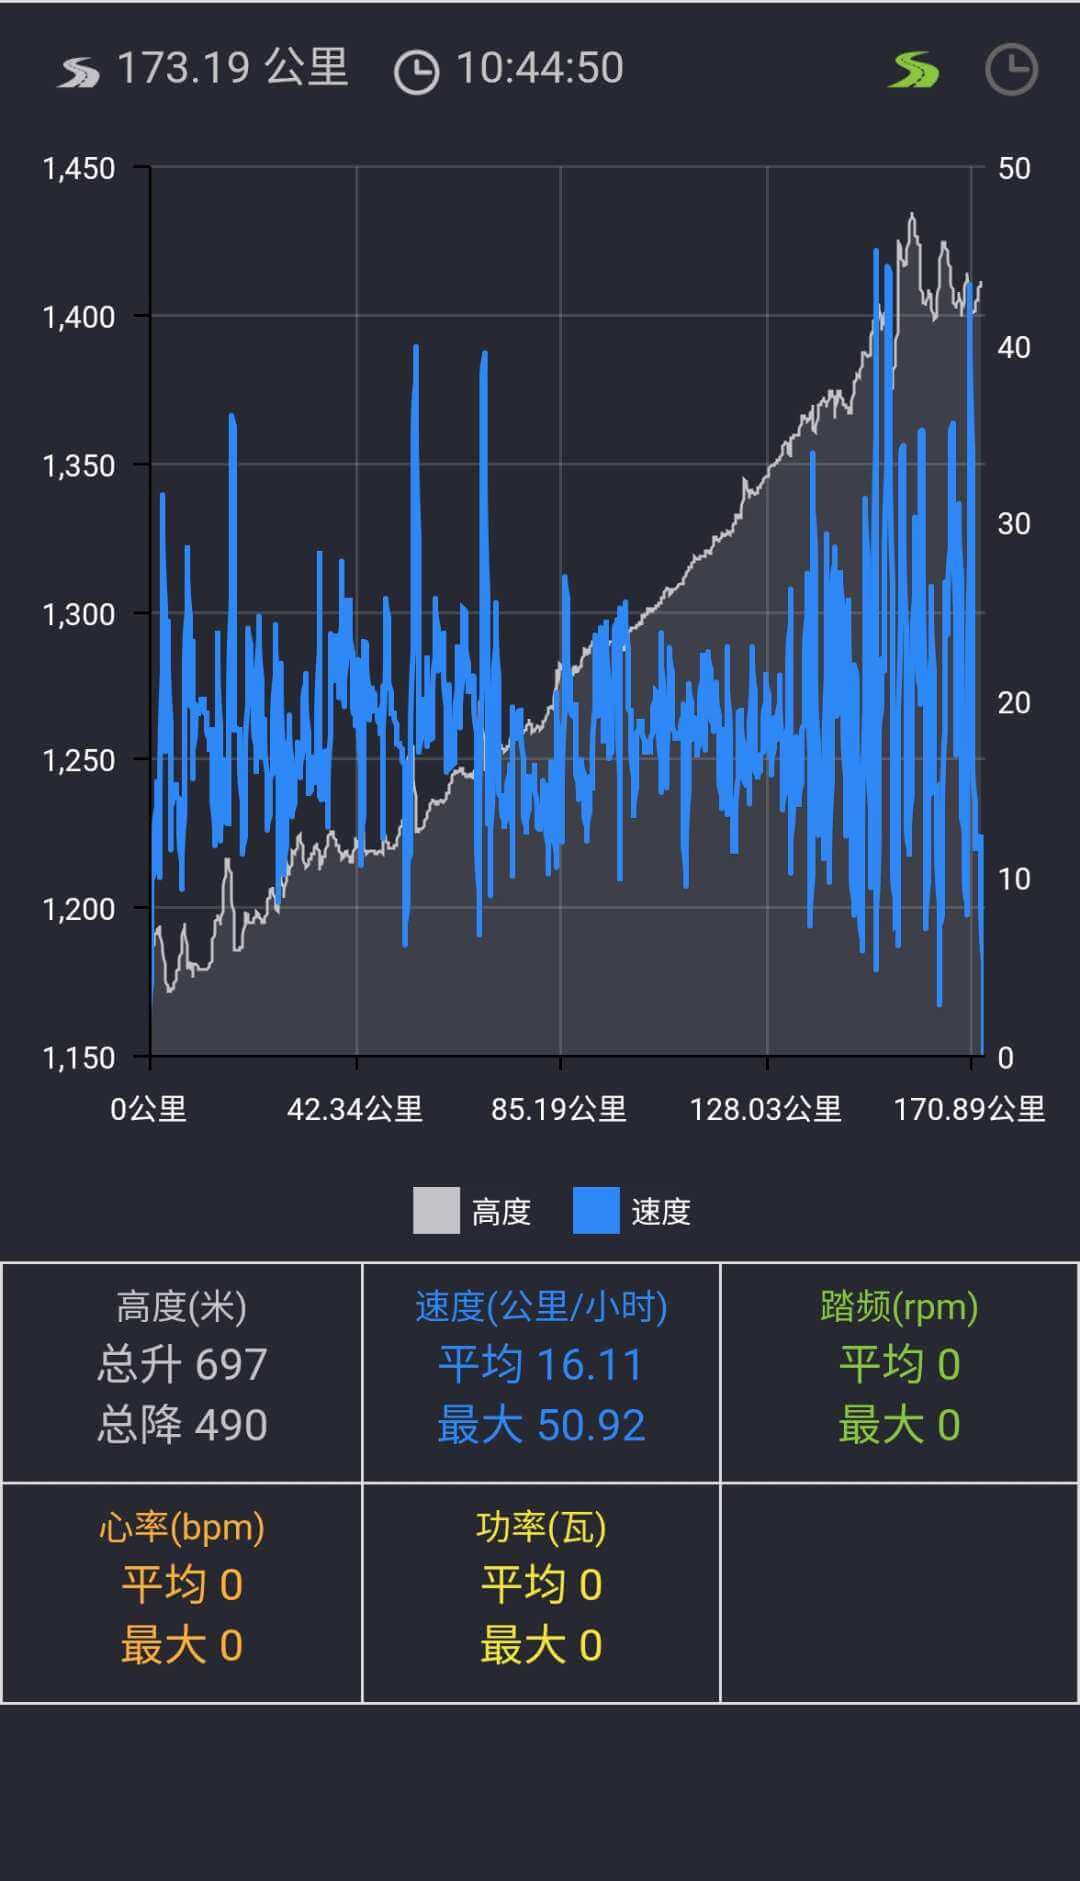 173.19 公里 10:44:50
1,450 50
1,400 40
1,350 30
1,300 20
1,250 10
1,200 0
1,150
0公里 42.34公里 85.19公里 128.03公里 170.89公里
高度 速度
高度(米) 速度(公里/小时) 踏频(rpm)
总升 697 平均 16.11 平均 0
总降 490 最大 50.92 最大 0
心率(bpm) 功率(瓦)
平均 0 平均 0
最大 0 最大 0